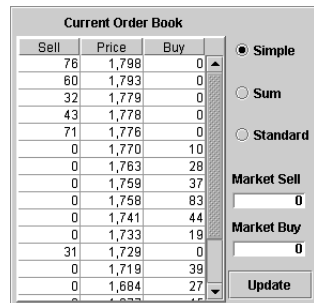 Current Order Book
Sell Price Buy
76 1,798 0
60 1,793 0
32 1,779 0
43 1,778 0
71 1,776 0
0 1,770 10
0 1,763 28
0 1,759 37
0 1,758 83
0 1,741 44
0 1,733 19
31 1,729 0
0 1,719 39
0 1,684 27
Simple
Sum
Standard
Market Sell
0
Market Buy
0
Update